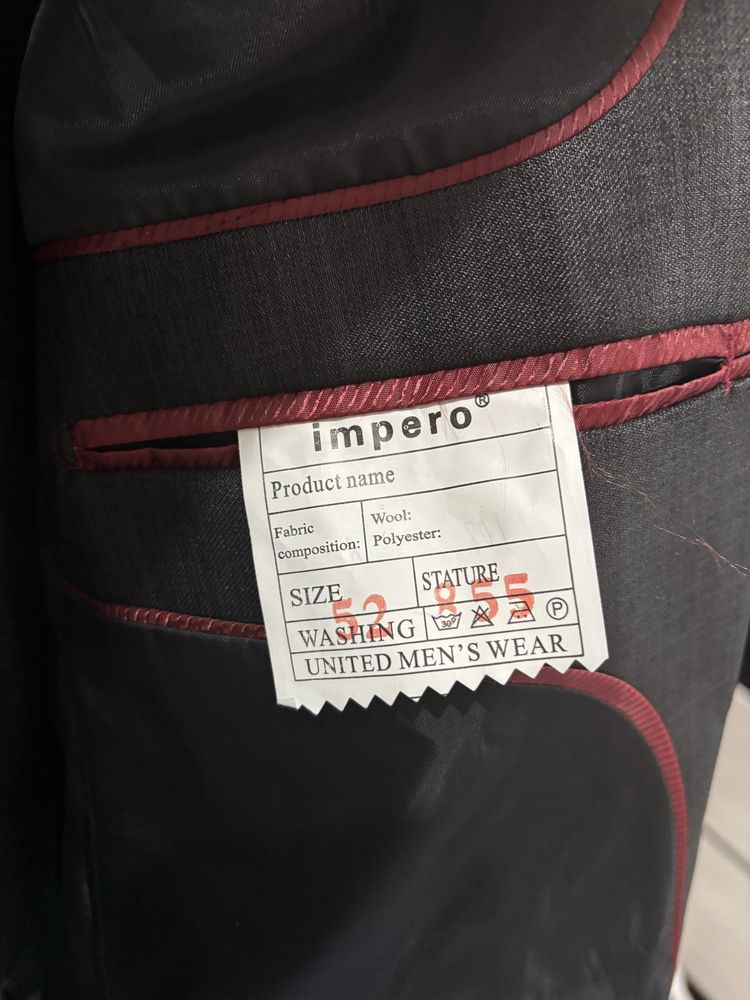 impero®
Product name
Fabric composition:
Wool:
Polyester:
SIZE 52
STATURE 855
WASHING 30° P
UNITED MEN'S WEAR